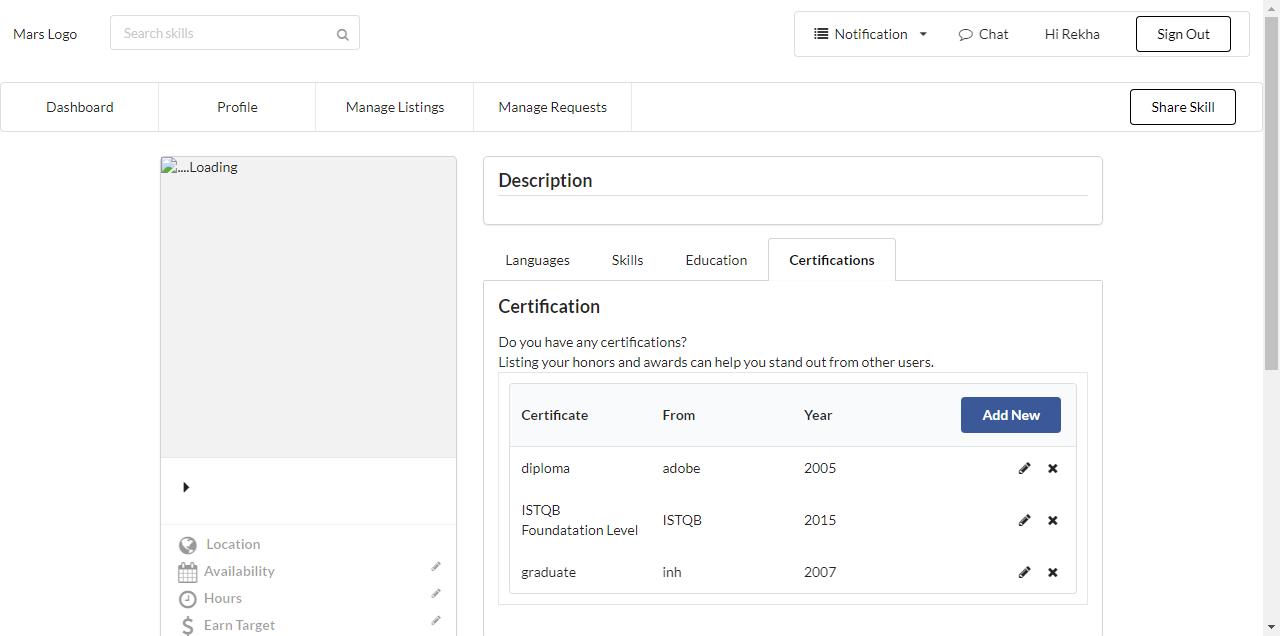 Mars Logo
Search skills
Notification
Chat
Hi Rekha
Sign Out
Dashboard
Profile
Manage Listings
Manage Requests
Share Skill
....Loading
Location
Availability
Hours
Earn Target
Description
Languages
Skills
Education
Certifications
Certification
Do you have any certifications?
Listing your honors and awards can help you stand out from other users.
Certificate From Year Add New
diploma adobe 2005
ISTQB
Foundatation Level ISTQB 2015
graduate inh 2007